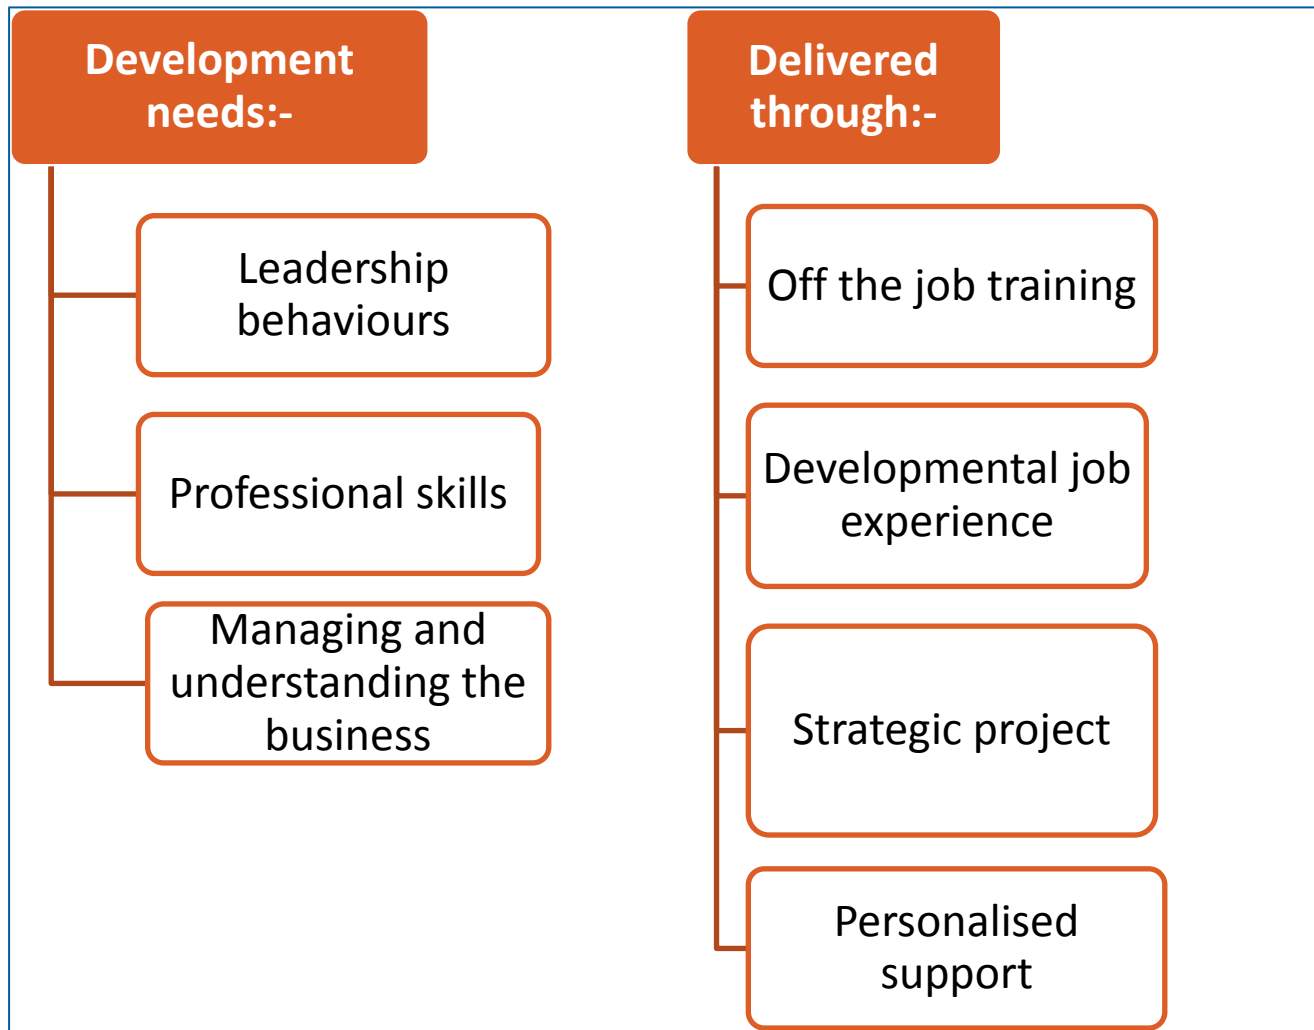 Development
needs:-
Leadership
behaviours
Professional skills
Managing and
understanding the
business
Delivered
through:-
Off the job training
Developmental job
experience
Strategic project
Personalised
support